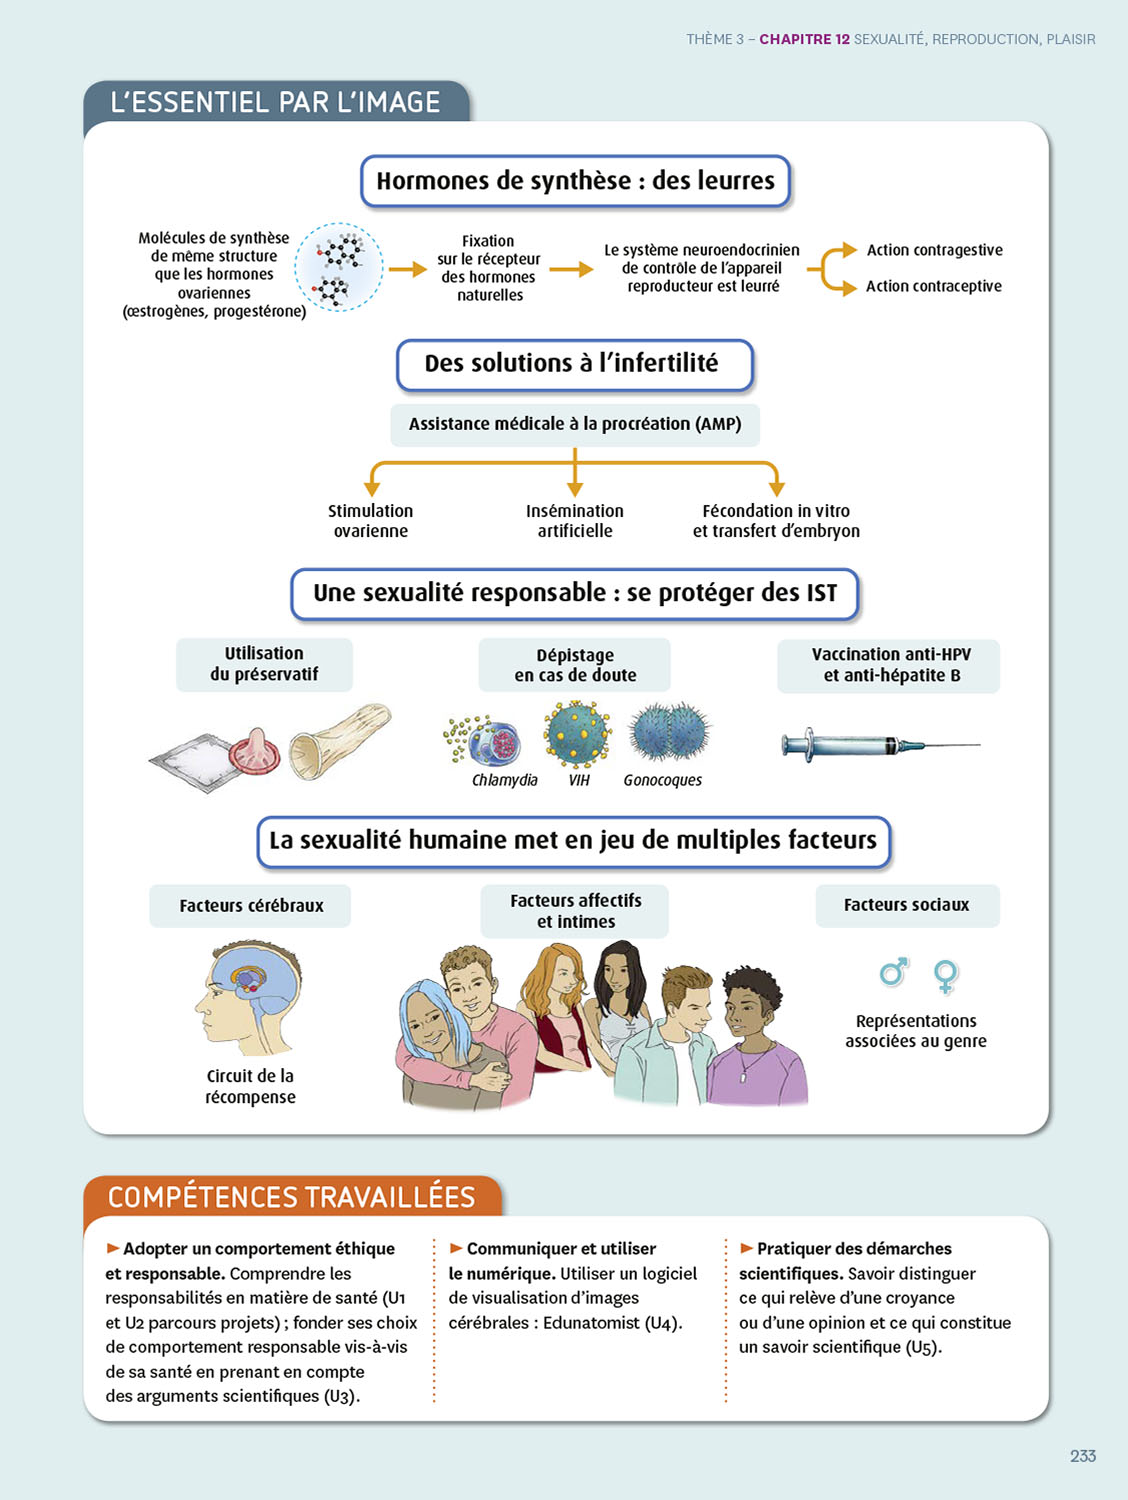 THÈME 3 – CHAPITRE 12 SEXUALITÉ, REPRODUCTION, PLAISIR
L'ESSENTIEL PAR L'IMAGE
Hormones de synthèse : des leurres
Molécules de synthèse
de même structure
que les hormones
ovariennes
(œstrogènes, progestérone)
Fixation
sur le récepteur
des hormones
naturelles
Le système neuroendocrinien
de contrôle de l'appareil
reproducteur est leurré
Action contragestive
Action contraceptive
Des solutions à l'infertilité
Assistance médicale à la procréation (AMP)
Stimulation
ovarienne
Insémination
artificielle
Fécondation in vitro
et transfert d'embryon
Une sexualité responsable : se protéger des IST
Utilisation
du préservatif
Dépistage
en cas de doute
Chlamydia
VIH
Gonocoques
Vaccination anti-HPV
et anti-hépatite B
La sexualité humaine met en jeu de multiples facteurs
Facteurs cérébraux
Circuit de la
récompense
Facteurs affectifs
et intimes
Facteurs sociaux
Représentations
associées au genre
COMPÉTENCES TRAVAILLÉES
► Adopter un comportement éthique
et responsable. Comprendre les
responsabilités en matière de santé (U1
et U2 parcours projets) ; fonder ses choix
de comportement responsable vis-à-vis
de sa santé en prenant en compte
des arguments scientifiques (U3).
► Communiquer et utiliser
le numérique. Utiliser un logiciel
de visualisation d'images
cérébrales : Edunatomist (U4).
► Pratiquer des démarches
scientifiques. Savoir distinguer
ce qui relève d'une croyance
ou d'une opinion et ce qui constitue
un savoir scientifique (U5).
233